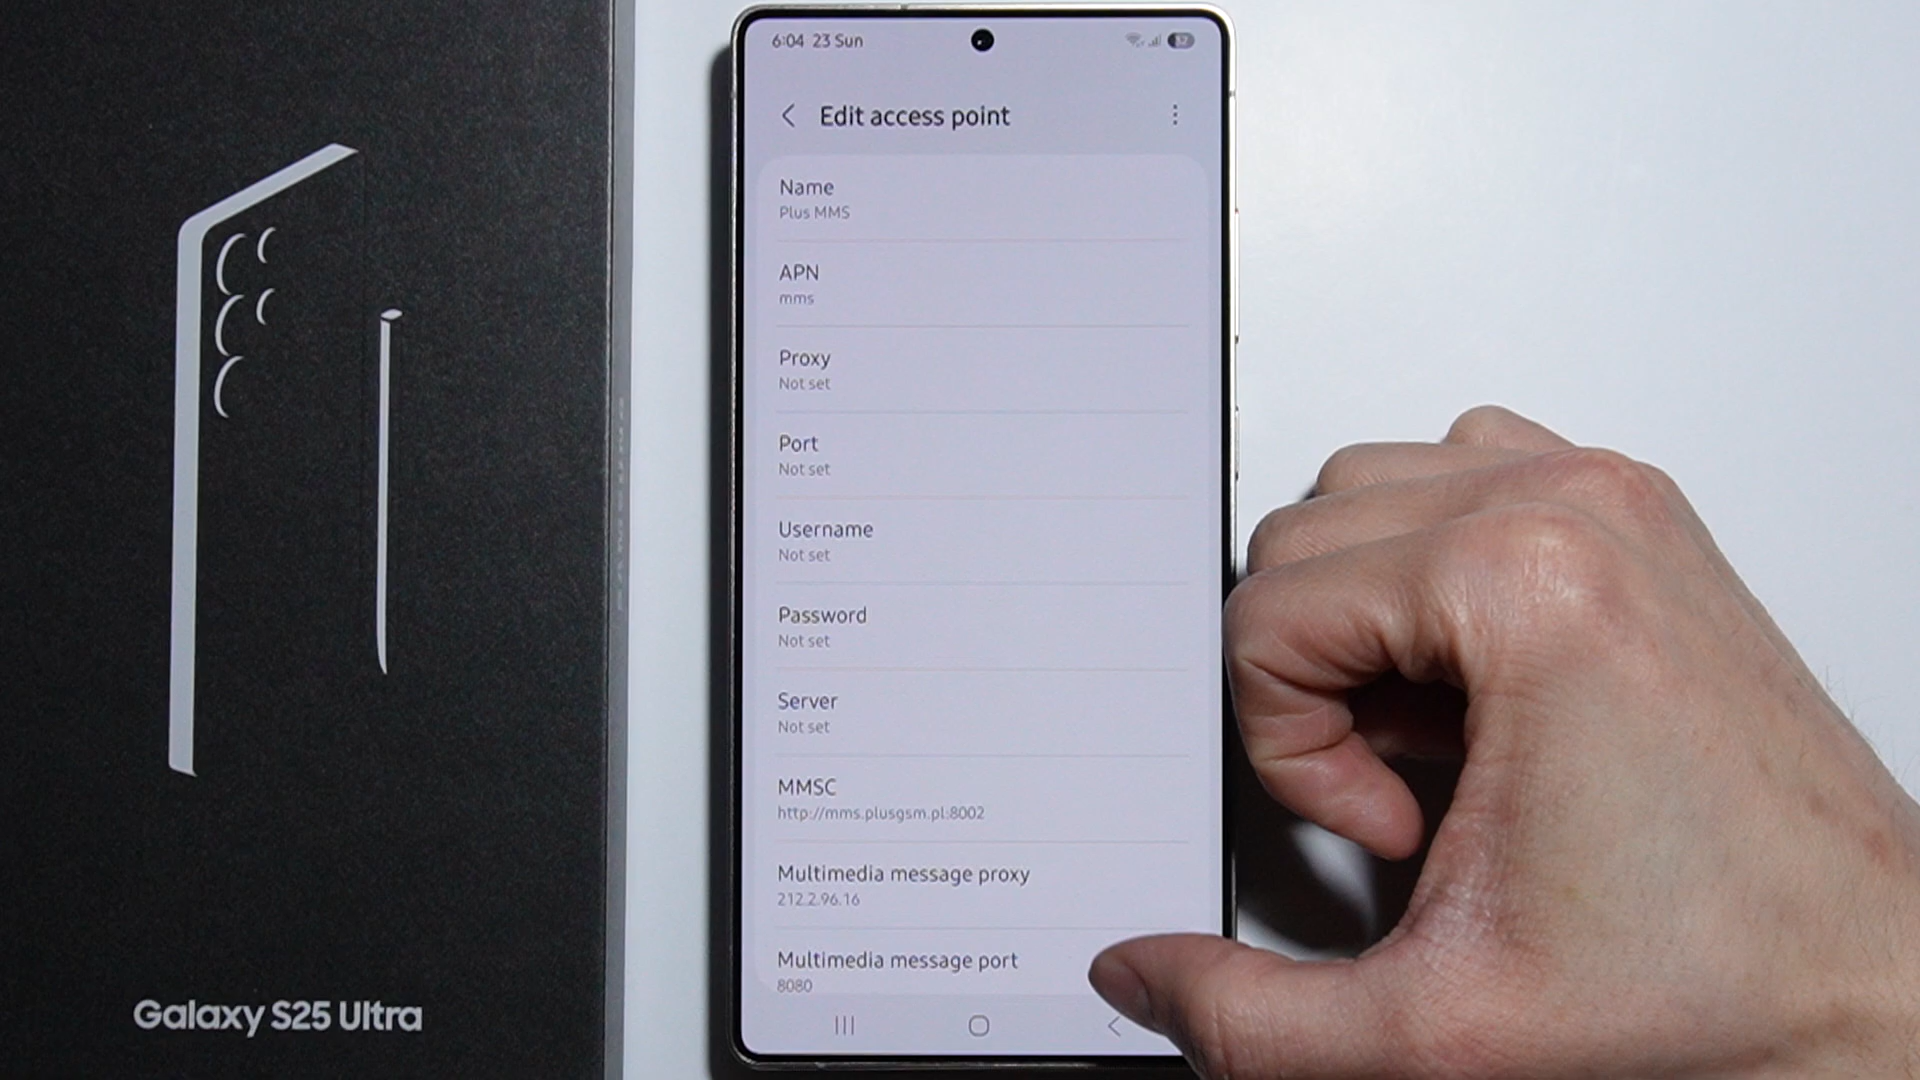 6:04 23 Sun
Edit access point
Name
Plus MMS
APN
mms
Proxy
Not set
Port
Not set
Username
Not set
Password
Not set
Server
Not set
MMSC
http://mms.plusgsm.pl:8002
Multimedia message proxy
212.2.96.16
Multimedia message port
8080
Galaxy S25 Ultra